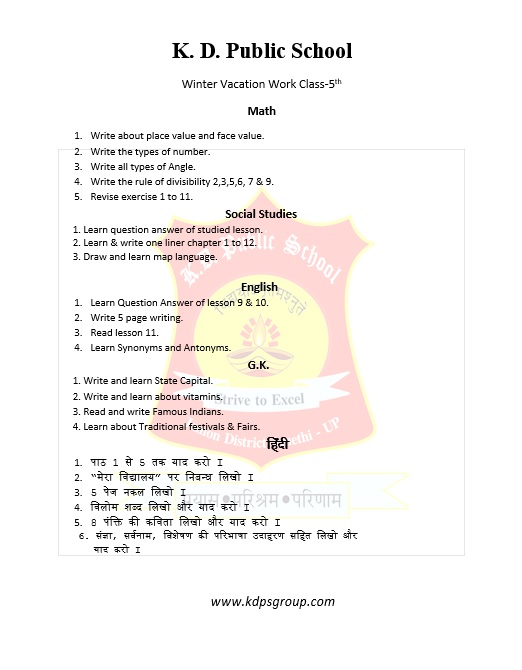 K. D. Public School
Winter Vacation Work Class-5th
Math
1. Write about place value and face value.
2. Write the types of number.
3. Write all types of Angle.
4. Write the rule of divisibility 2,3,5,6, 7 & 9.
5. Revise exercise 1 to 11.
Social Studies
1. Learn question answer of studied lesson.
2. Learn & write one liner chapter 1 to 12.
3. Draw and learn map language.
K.D. Public School
English
1. Learn Question Answer of lesson 9 & 10.
2. Write 5 page writing.
3. Read lesson 11.
4. Learn Synonyms and Antonyms.
G.K.
1. Write and learn State Capital.
2. Write and learn about vitamins.
Strive to Excel
3. Read and write Famous Indians.
4. Learn about Traditional festivals & Fairs.
District - UP
हिंदी
1. पाठ 1 से 5 तक याद करो I
2. “मेरा विद्यालय” पर निबन्ध लिखो I
3. 5 पेज नकल लिखो I
प्रयास●परिश्रम●परिणाम
4. विलोम शब्द लिखो और याद करो I
5. 8 पंक्ति की कविता लिखो और याद करो I
6. संज्ञा, सर्वनाम, विशेषण की परिभाषा उदाहरण सहित लिखो और
याद करो I
www.kdpsgroup.com